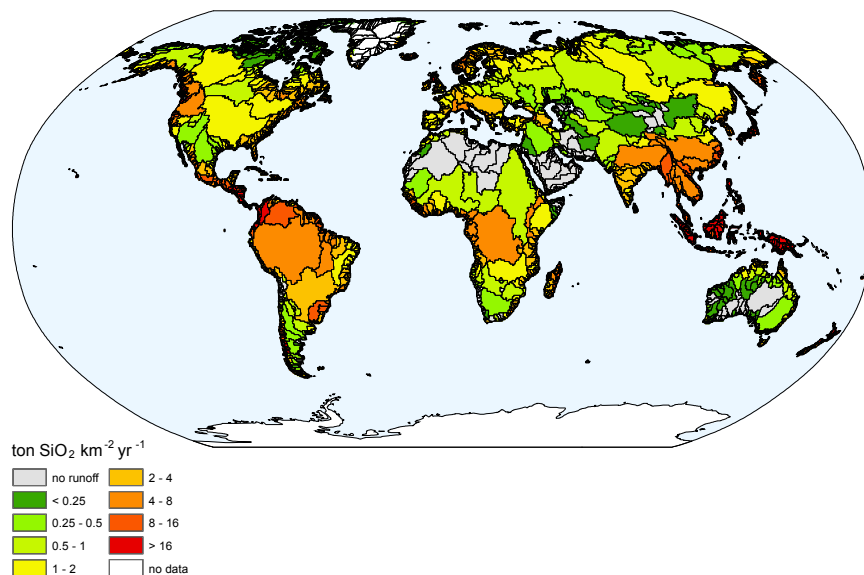 ton SiO₂ km⁻² yr⁻¹
no runoff
< 0.25
0.25 - 0.5
0.5 - 1
1 - 2
2 - 4
4 - 8
8 - 16
> 16
no data